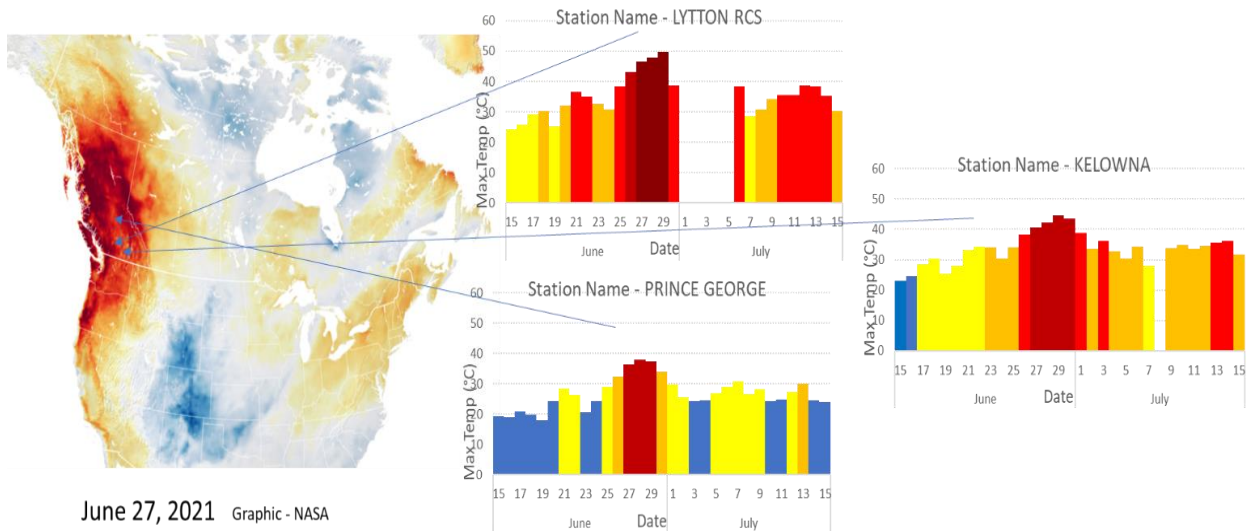 Station Name - LYTTON RCS
Max Temp (°C)
60
50
40
30
20
10
0
15 17 19 21 23 25 27 29 1 3 5 7 9 11 13 15
June Date July
Station Name - KELOWNA
Max Temp (°C)
60
50
40
30
20
10
0
15 17 19 21 23 25 27 29 1 3 5 7 9 11 13 15
June Date July
Station Name - PRINCE GEORGE
Max Temp (°C)
60
50
40
30
20
10
0
15 17 19 21 23 25 27 29 1 3 5 7 9 11 13 15
June Date July
June 27, 2021 Graphic - NASA